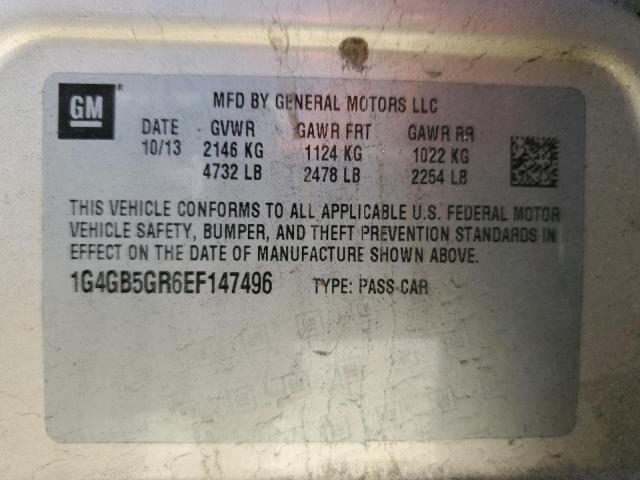 GM® MFD BY GENERAL MOTORS LLC
DATE GVWR GAWR FRT GAWR RR
10/13 2146 KG 1124 KG 1022 KG
4732 LB 2478 LB 2254 LB
THIS VEHICLE CONFORMS TO ALL APPLICABLE U.S. FEDERAL MOTOR
VEHICLE SAFETY, BUMPER, AND THEFT PREVENTION STANDARDS IN
EFFECT ON THE DATE OF MANUFACTURE SHOWN ABOVE.
1G4GB5GR6EF147496 TYPE: PASS CAR